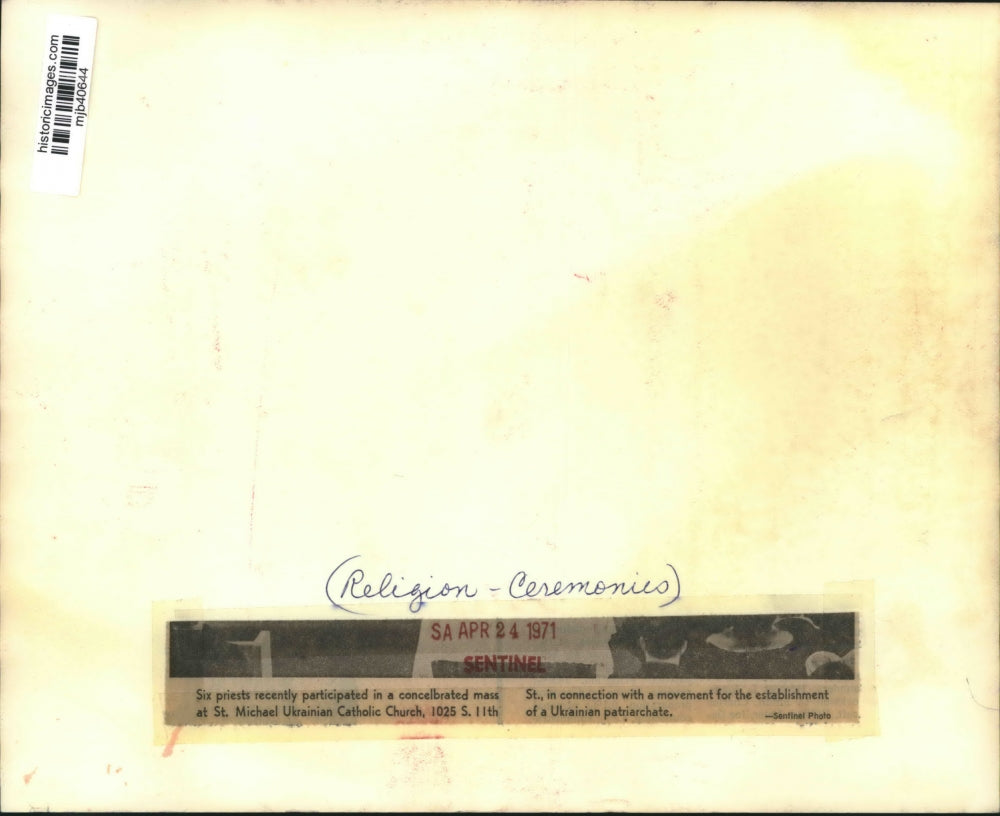 historicimages.com
mjb40644
(Religion - Ceremonies)
SA APR 24 1971
SENTINEL
Six priests recently participated in a concelbrated mass
at St. Michael Ukrainian Catholic Church, 1025 S. 11th
St., in connection with a movement for the establishment
of a Ukrainian patriarchate.
—Sentinel Photo